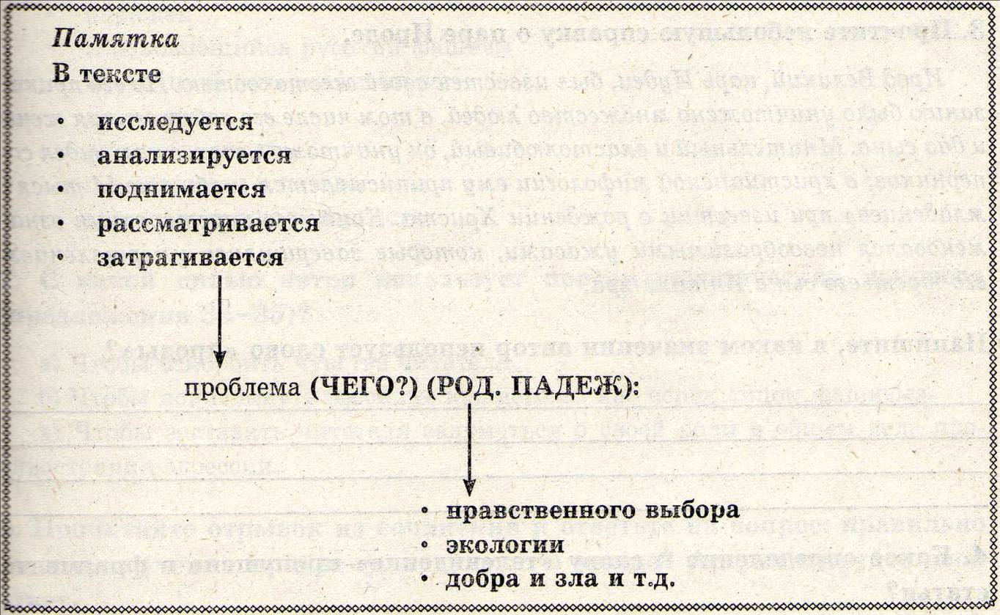 Памятка
В тексте
• исследуется
• анализируется
• поднимается
• рассматривается
• затрагивается
проблема (ЧЕГО?) (РОД. ПАДЕЖ):
• нравственного выбора
• экологии
• добра и зла и т.д.